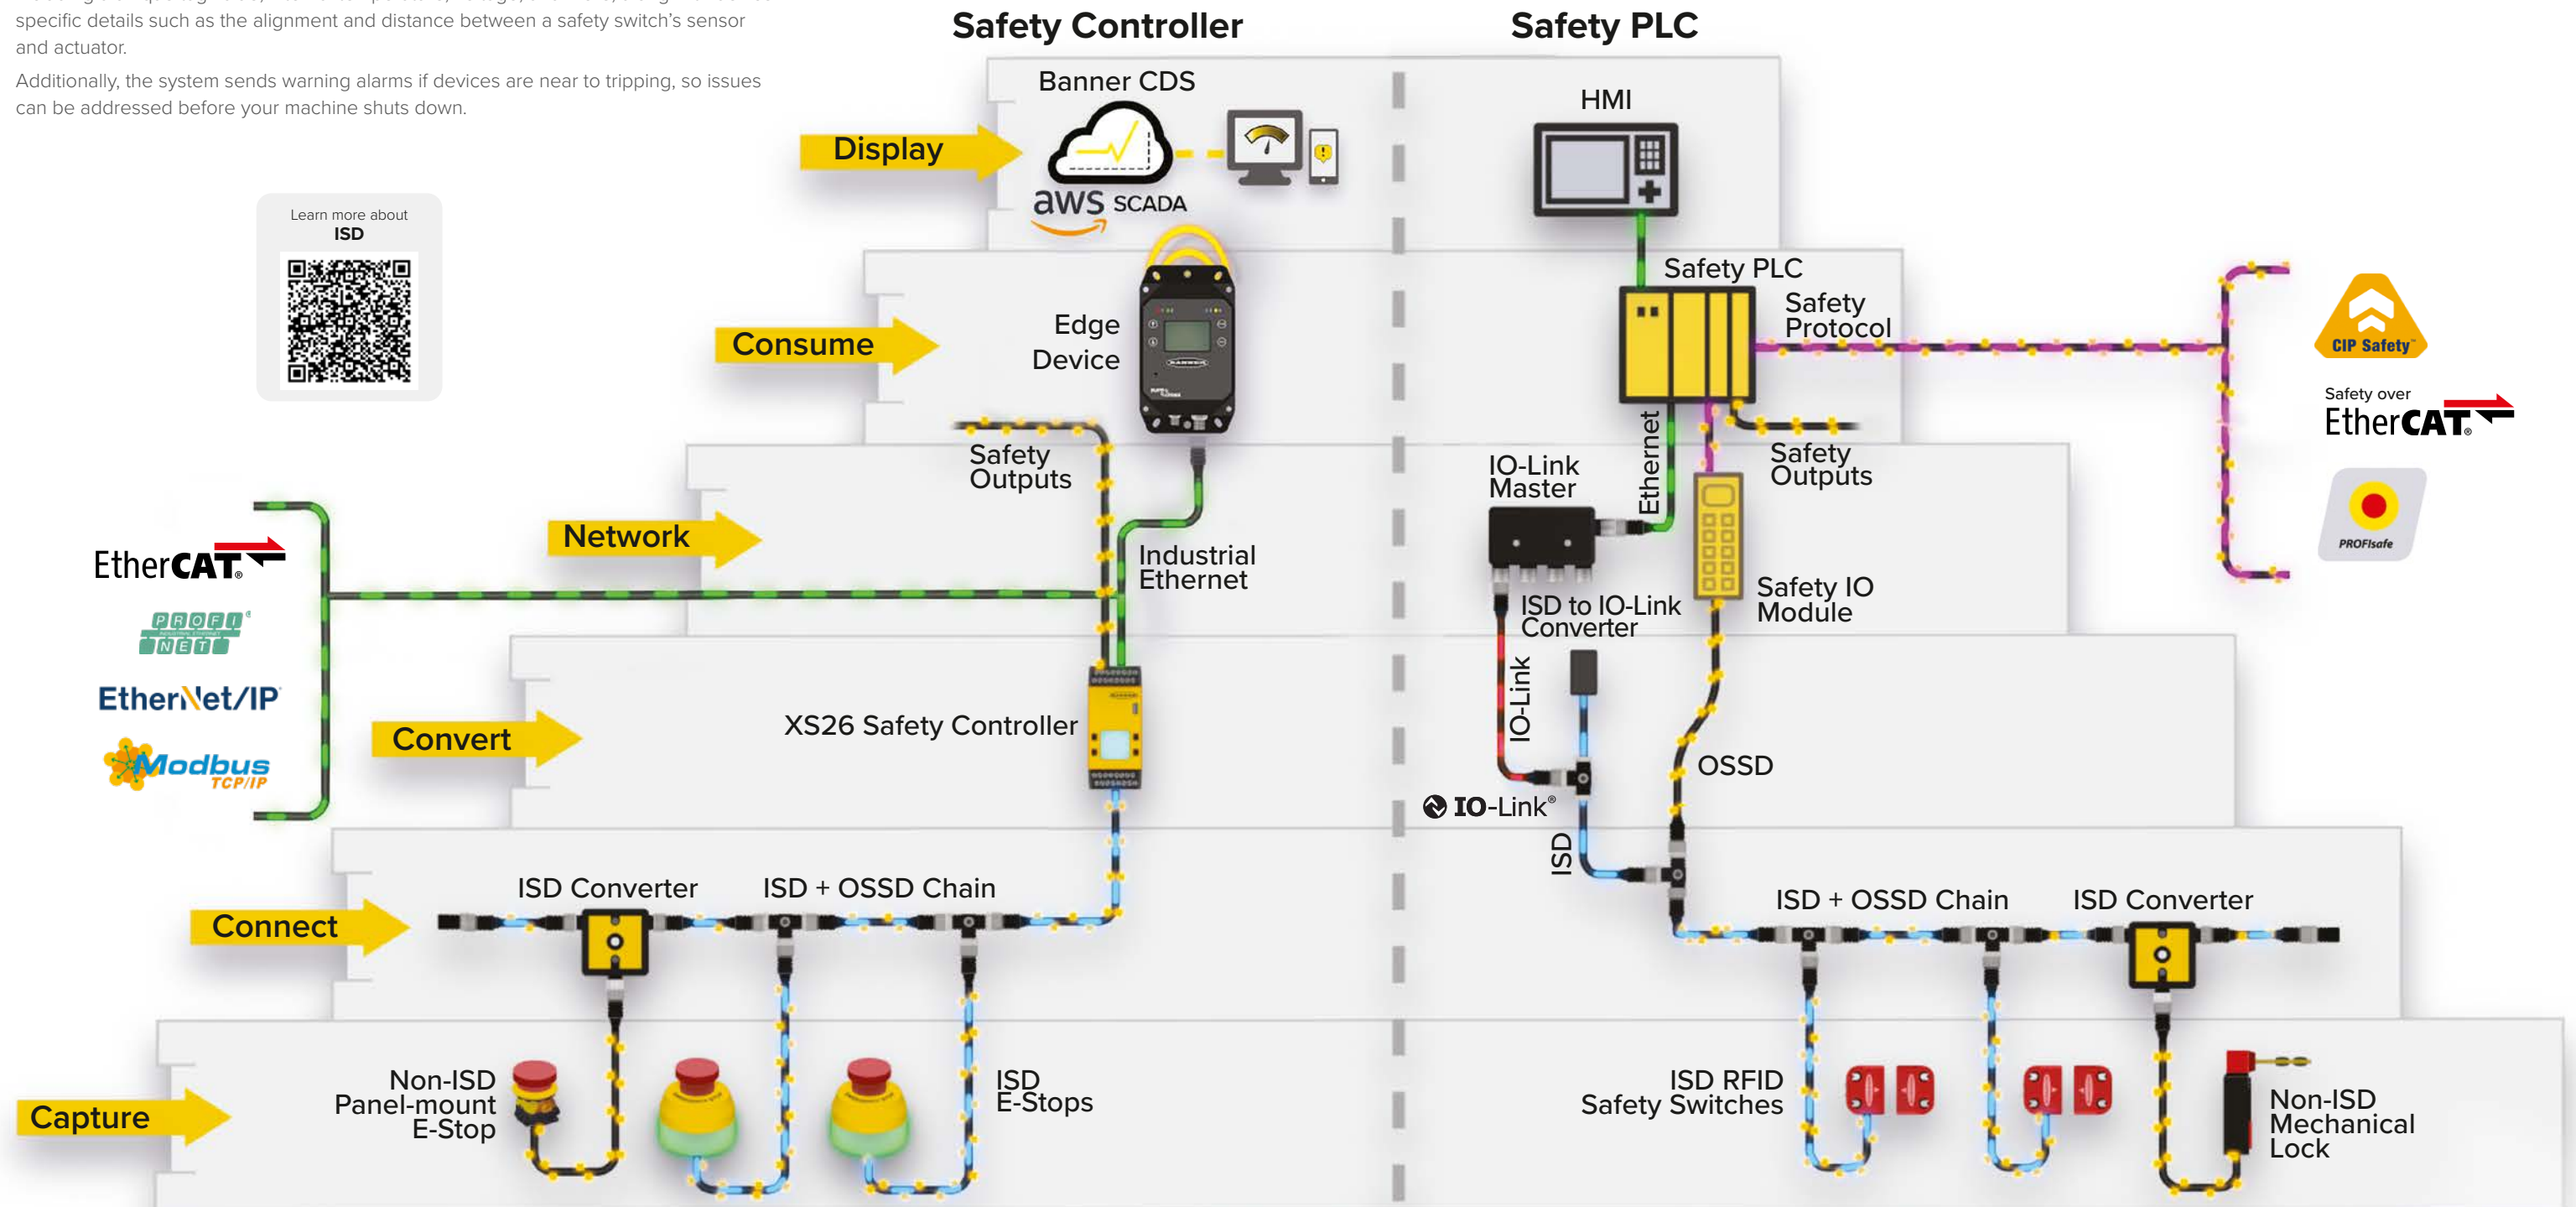 specific details such as the alignment and distance between a safety switch's sensor
and actuator.
Additionally, the system sends warning alarms if devices are near to tripping, so issues
can be addressed before your machine shuts down.
Learn more about
ISD
Safety Controller
Safety PLC
Display
Banner CDS
aws SCADA
HMI
Consume
Edge
Device
BANNER
Safety PLC
Safety
Protocol
CIP Safety™
Safety over
EtherCAT®
PROFIsafe
Network
Safety
Outputs
Industrial
Ethernet
IO-Link
Master
Ethernet
Safety
Outputs
Safety IO
Module
EtherCAT®
PROFI®
INDUSTRIAL ETHERNET
NET
EtherNet/IP
Modbus
TCP/IP
Convert
XS26 Safety Controller
ISD to IO-Link
Converter
IO-Link
IO-Link®
OSSD
ISD
Connect
ISD Converter
ISD + OSSD Chain
ISD + OSSD Chain
ISD Converter
Capture
Non-ISD
Panel-mount
E-Stop
ISD
E-Stops
ISD RFID
Safety Switches
Non-ISD
Mechanical
Lock